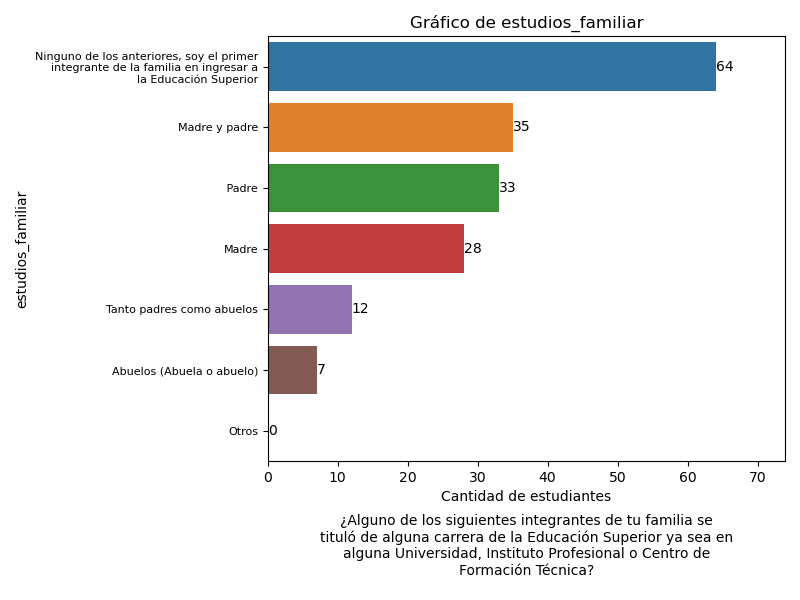 Gráfico de estudios_familiar
Ninguno de los anteriores, soy el primer
integrante de la familia en ingresar a
la Educación Superior
64
Madre y padre
35
Padre
33
Madre
28
Tanto padres como abuelos
12
Abuelos (Abuela o abuelo)
7
Otros
0
estudios_familiar
0 10 20 30 40 50 60 70
Cantidad de estudiantes
¿Alguno de los siguientes integrantes de tu familia se
tituló de alguna carrera de la Educación Superior ya sea en
alguna Universidad, Instituto Profesional o Centro de
Formación Técnica?